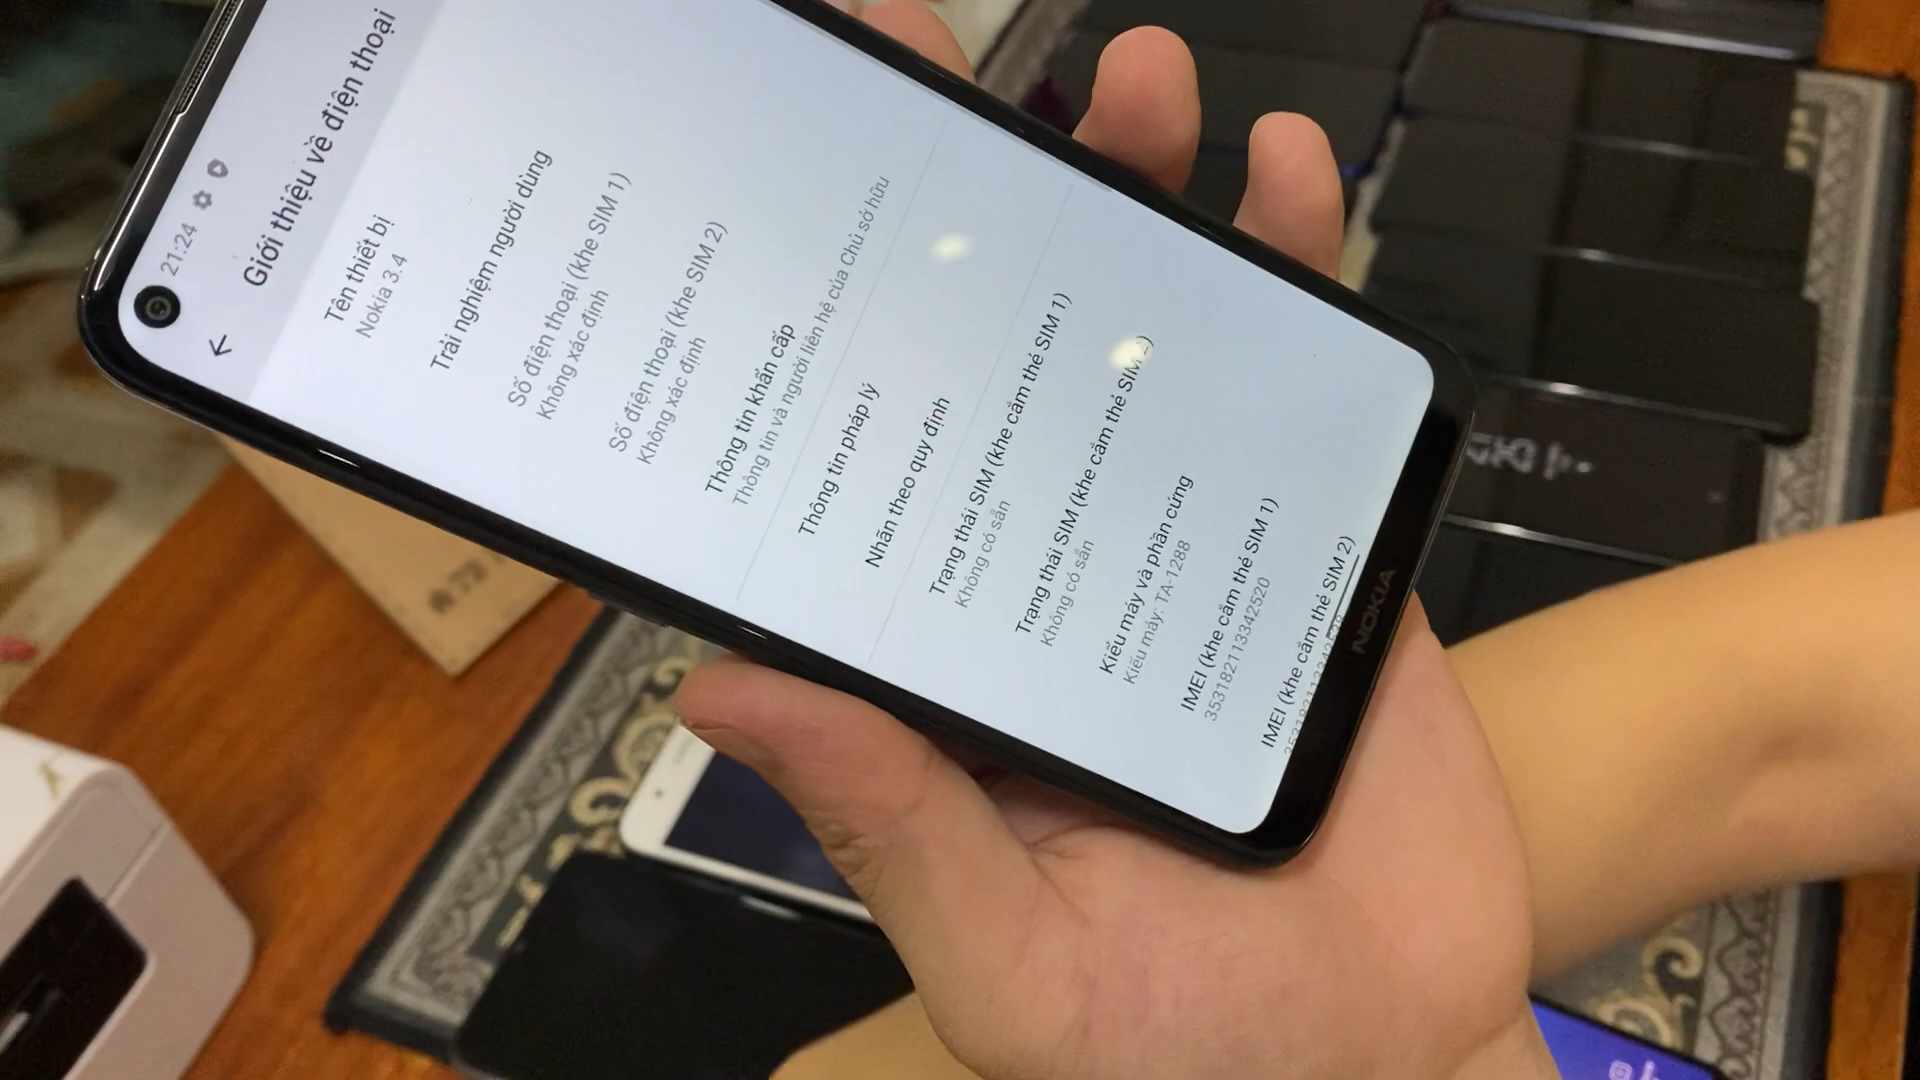 21:24
Giới thiệu về điện thoại
Tên thiết bị
Nokia 3.4
Trải nghiệm người dùng
Số điện thoại (khe SIM 1)
Không xác định
Số điện thoại (khe SIM 2)
Không xác định
Thông tin khẩn cấp
Thông tin và người liên hệ của Chủ sở hữu
Thông tin pháp lý
Nhãn theo quy định
Trạng thái SIM (khe cắm thẻ SIM 1)
Không có sẵn
Trạng thái SIM (khe cắm thẻ SIM 2)
Không có sẵn
Kiểu máy và phần cứng
Kiểu máy: TA-1288
IMEI (khe cắm thẻ SIM 1)
353182113342520
IMEI (khe cắm thẻ SIM 2)
NOKIA